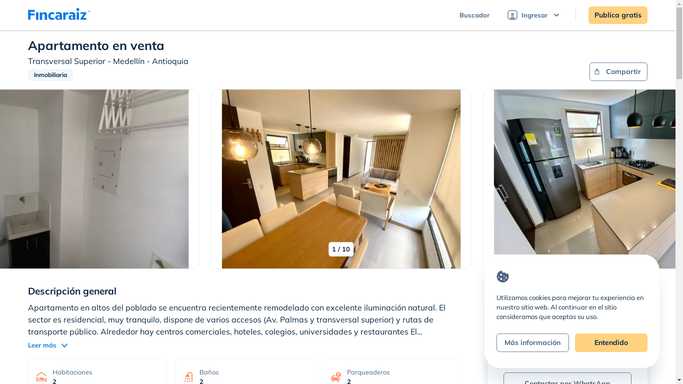 Fincaraiz
Buscador
Ingresar
Publica gratis
Apartamento en venta
Transversal Superior - Medellín - Antioquia
Inmobiliaria
Compartir
1 / 10
Descripción general
Apartamento en altos del poblado se encuentra recientemente remodelado con excelente iluminación natural. El
sector es residencial, muy tranquilo, dispone de varios accesos (Av. Palmas y transversal superior) y rutas de
transporte público. Alrededor hay centros comerciales, hoteles, colegios, universidades y restaurantes El...
Leer más
Habitaciones
2
Baños
2
Parqueaderos
2
Utilizamos cookies para mejorar tu experiencia en
nuestro sitio web. Al continuar en el sitio
consideramos que aceptas su uso.
Más información
Entendido
Contactar por WhatsApp